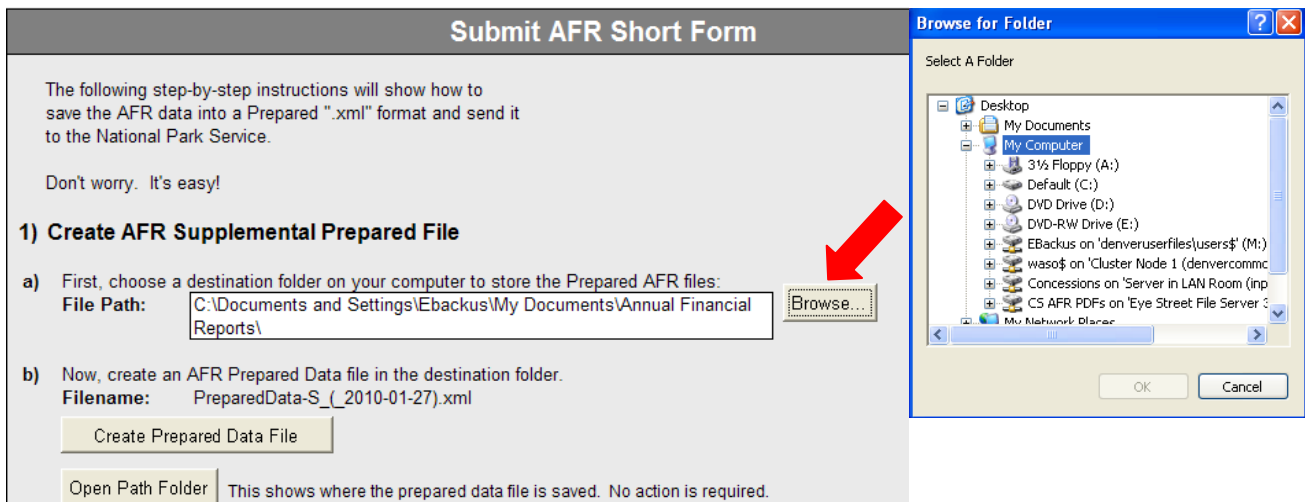 Submit AFR Short Form
The following step-by-step instructions will show how to
save the AFR data into a Prepared ".xml" format and send it
to the National Park Service.
Don't worry. It's easy!
1) Create AFR Supplemental Prepared File
a) First, choose a destination folder on your computer to store the Prepared AFR files:
File Path: C:\Documents and Settings\Ebackus\My Documents\Annual Financial
Reports\
Browse...
b) Now, create an AFR Prepared Data file in the destination folder.
Filename: PreparedData-S_(_2010-01-27).xml
Create Prepared Data File
Open Path Folder This shows where the prepared data file is saved. No action is required.
Browse for Folder
Select A Folder
Desktop
My Documents
My Computer
3½ Floppy (A:)
Default (C:)
DVD Drive (D:)
DVD-RW Drive (E:)
EBackus on 'denveruserfiles\users$' (M:)
waso$ on 'Cluster Node 1 (denvercommc
Concessions on 'Server in LAN Room (inp
CS AFR PDFs on 'Eye Street File Server 3
My Network Places
OK Cancel